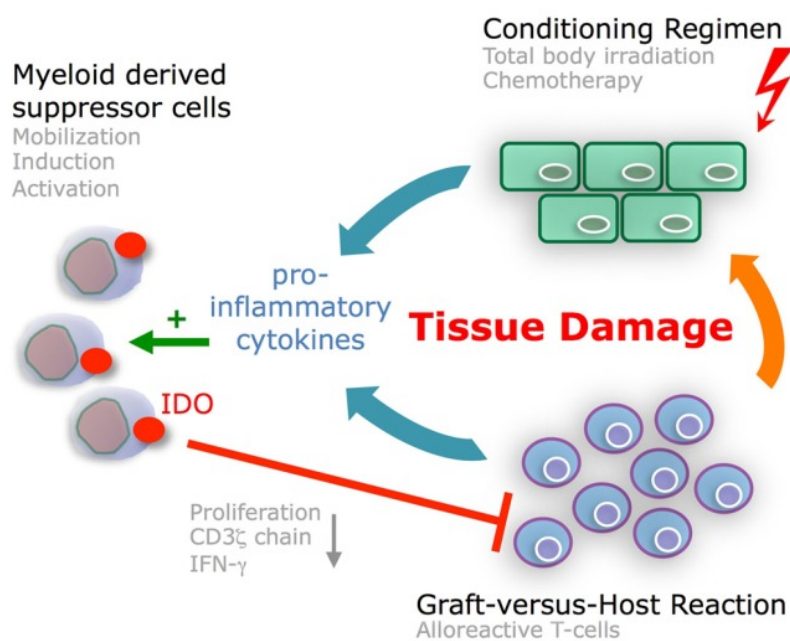 Conditioning Regimen
Total body irradiation
Chemotherapy
Myeloid derived
suppressor cells
Mobilization
Induction
Activation
pro-
inflammatory
cytokines
+
Tissue Damage
IDO
Proliferation
CD3ζ chain
IFN-γ
Graft-versus-Host Reaction
Alloreactive T-cells